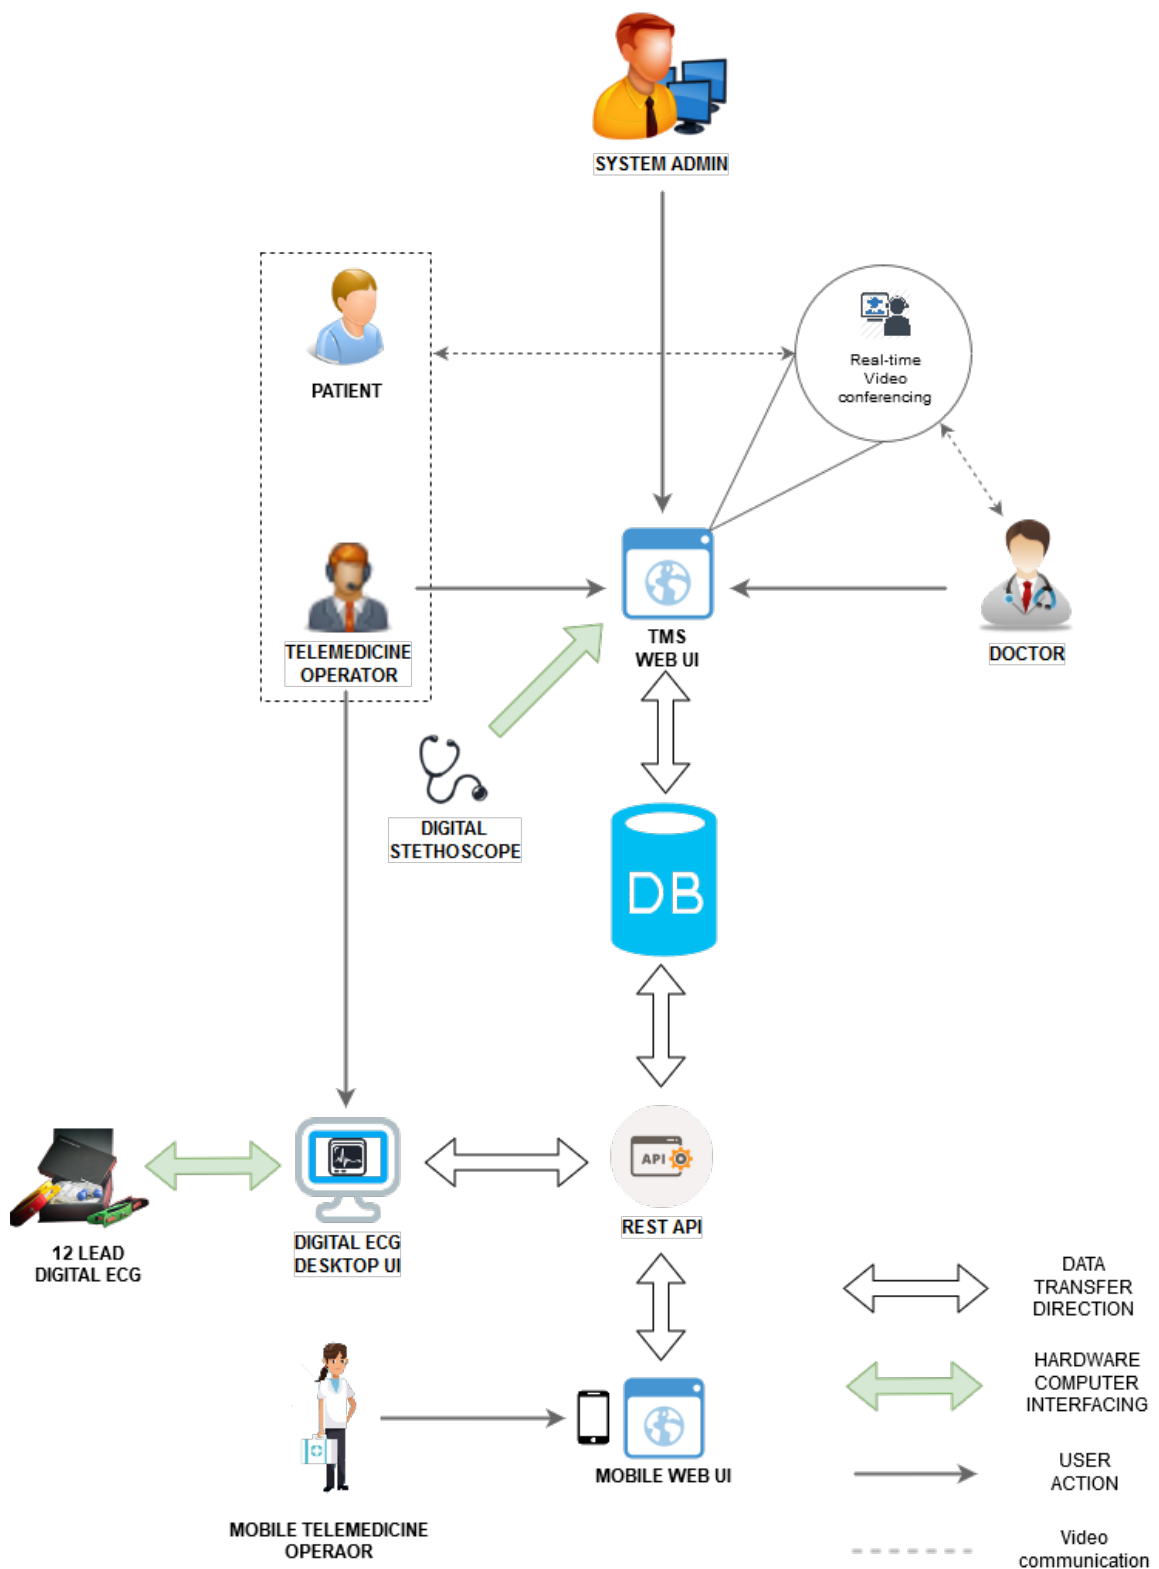 SYSTEM ADMIN
PATIENT
Real-time
Video
conferencing
TELEMEDICINE
OPERATOR
TMS
WEB UI
DOCTOR
DIGITAL
STETHOSCOPE
DB
API
REST API
12 LEAD
DIGITAL ECG
DIGITAL ECG
DESKTOP UI
DATA
TRANSFER
DIRECTION
HARDWARE
COMPUTER
INTERFACING
MOBILE WEB UI
USER
ACTION
MOBILE TELEMEDICINE
OPERAOR
Video
communication